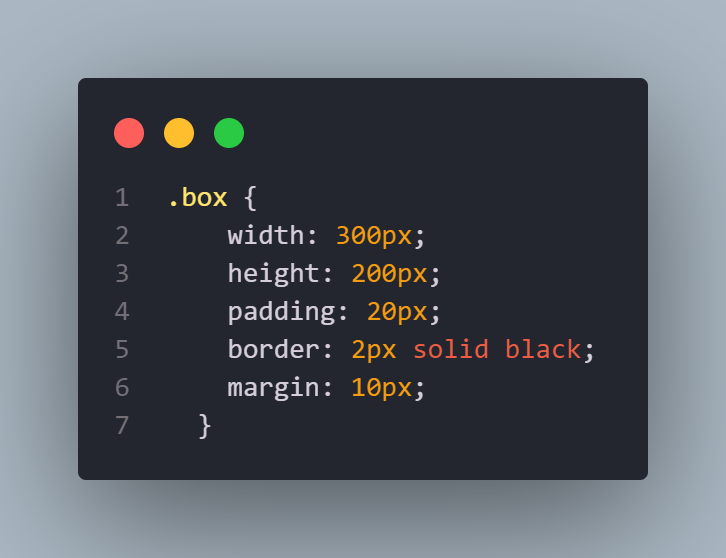 1 .box {
2 width: 300px;
3 height: 200px;
4 padding: 20px;
5 border: 2px solid black;
6 margin: 10px;
7 }